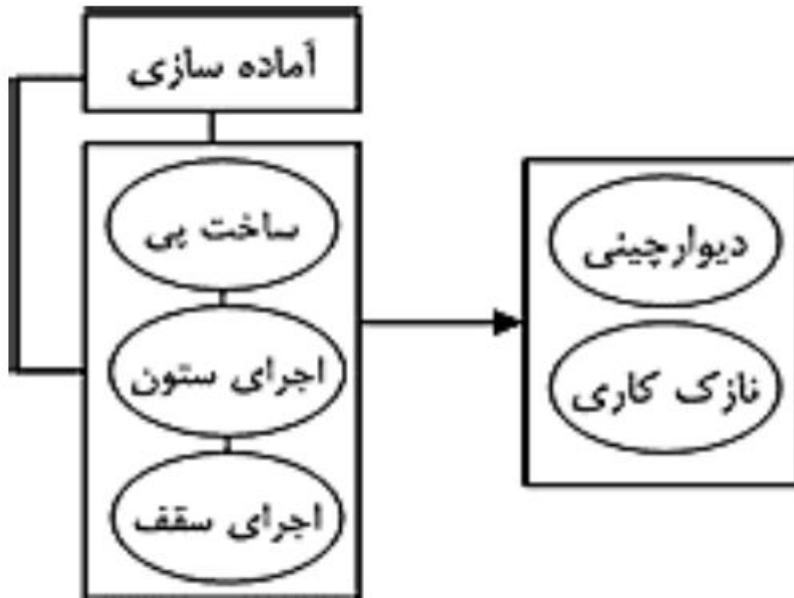 آماده سازی
ساخت پی
اجرای ستون
اجرای سقف
دیوارچینی
نازک کاری